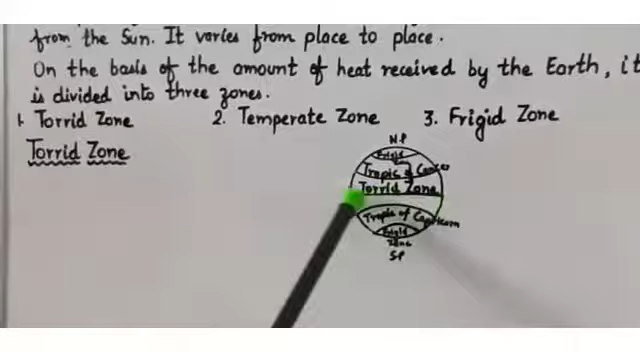 from the Sun. It varies from place to place.
On the basis of the amount of heat received by the Earth, it
is divided into three zones.
1. Torrid Zone 2. Temperate Zone 3. Frigid Zone
Torrid Zone
NP
Frigid
Tropic of Cancer
Torrid Zone
Tropic of Capricorn
Frigid
Zone
SP